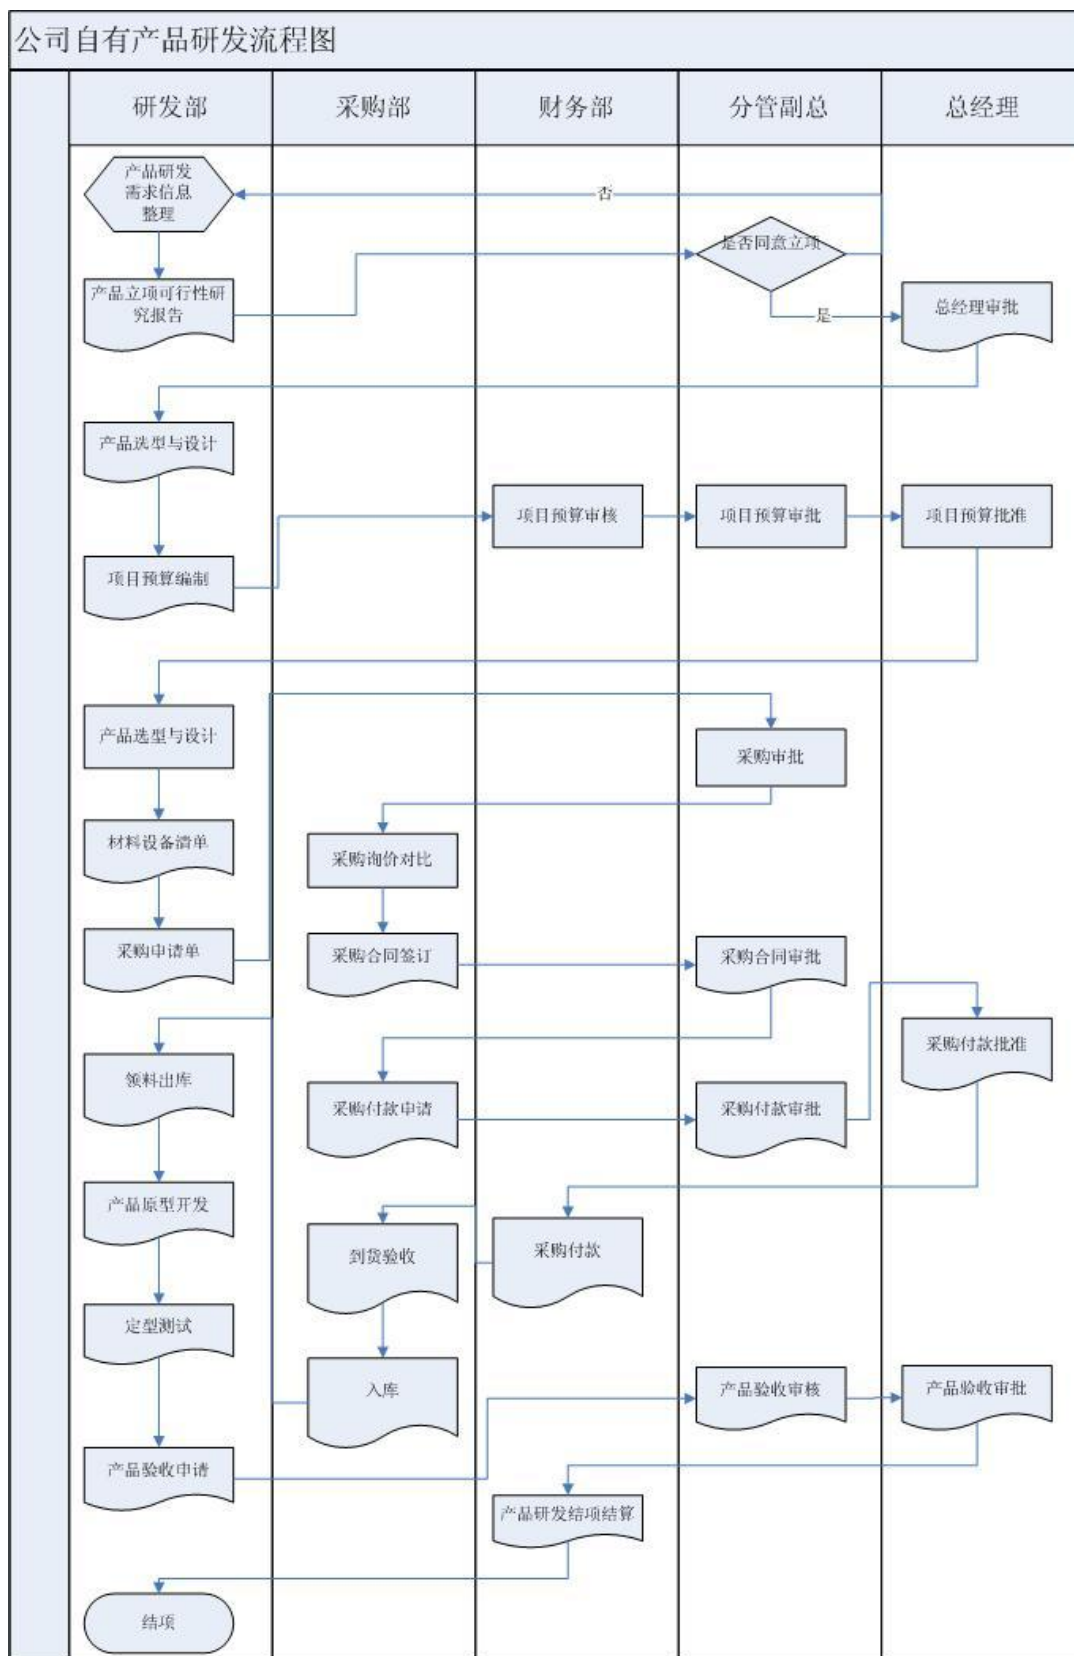 公司自有产品研发流程图
研发部
采购部
财务部
分管副总
总经理
产品研发
需求信息
整理
否
是否同意立项
产品立项可行性研
究报告
是
总经理审批
产品选型与设计
项目预算审核
项目预算审批
项目预算批准
项目预算编制
产品选型与设计
采购审批
材料设备清单
采购询价对比
采购申请单
采购合同签订
采购合同审批
采购付款批准
领料出库
采购付款申请
采购付款审批
产品原型开发
到货验收
采购付款
定型测试
入库
产品验收审核
产品验收审批
产品验收申请
产品研发结项结算
结项